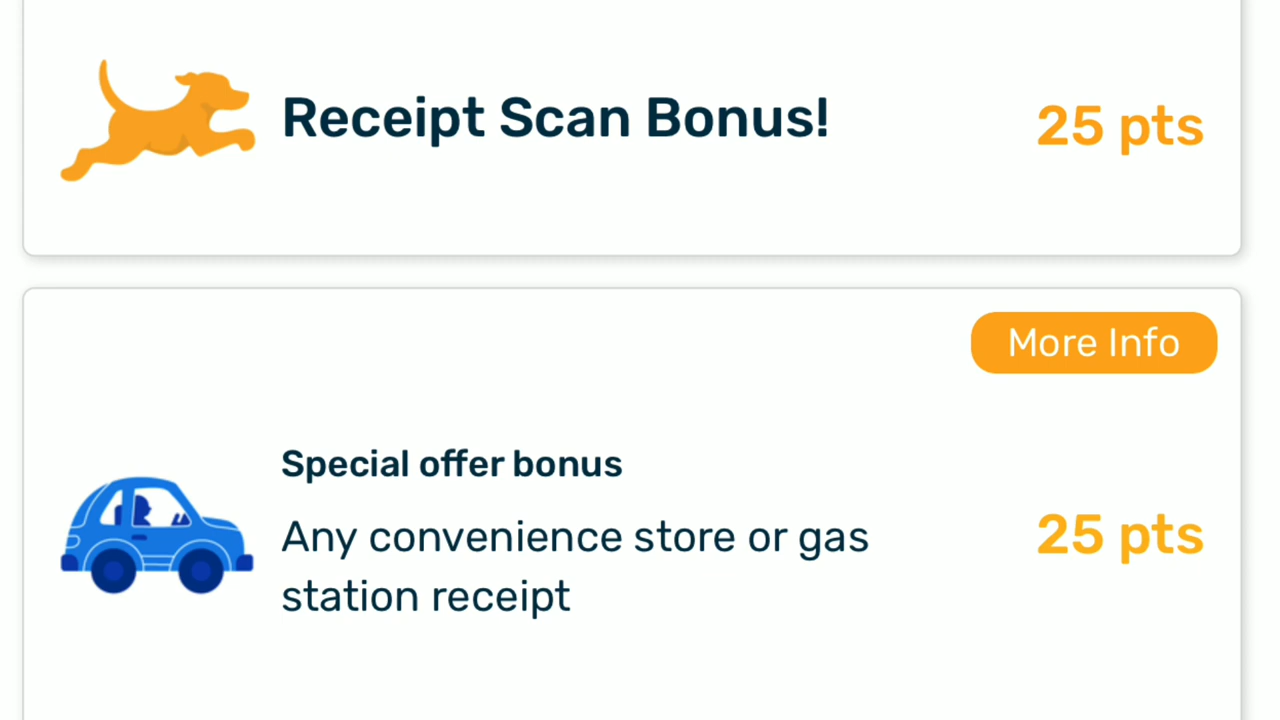 Receipt Scan Bonus!
25 pts
More Info
Special offer bonus
Any convenience store or gas
station receipt
25 pts